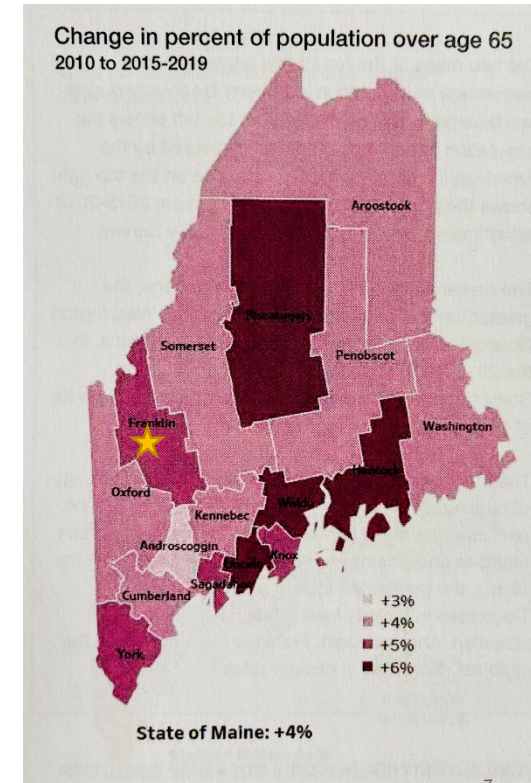 Change in percent of population over age 65
2010 to 2015-2019
Aroostook
Piscataquis
Somerset
Penobscot
Franklin
Washington
Hancock
Oxford
Waldo
Kennebec
Androscoggin
Knox
Lincoln
Sagadahoc
Cumberland
York
+3%
+4%
+5%
+6%
State of Maine: +4%
7